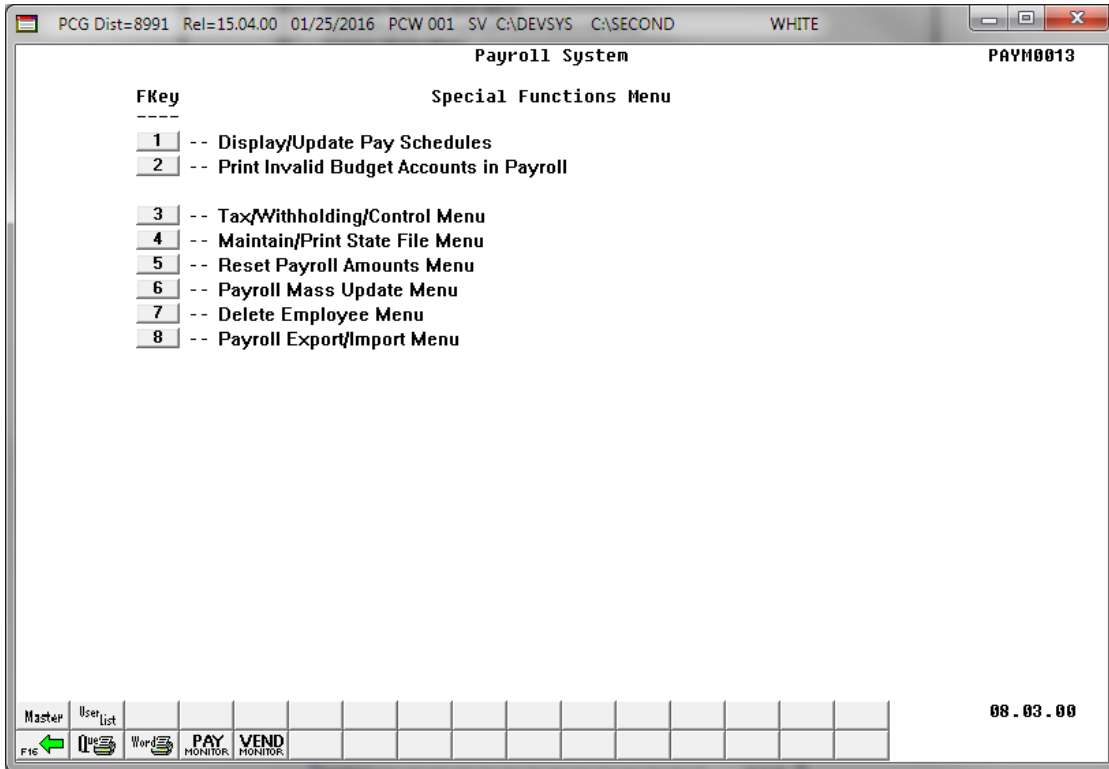 PCG Dist=8991 Rel=15.04.00 01/25/2016 PCW 001 SV C:\DEVSYS C:\SECOND WHITE
Payroll System PAYM0013
FKey Special Functions Menu
----
1 -- Display/Update Pay Schedules
2 -- Print Invalid Budget Accounts in Payroll
3 -- Tax/Withholding/Control Menu
4 -- Maintain/Print State File Menu
5 -- Reset Payroll Amounts Menu
6 -- Payroll Mass Update Menu
7 -- Delete Employee Menu
8 -- Payroll Export/Import Menu
Master User List 08.03.00
F16 Que Word PAY MONITOR VEND MONITOR